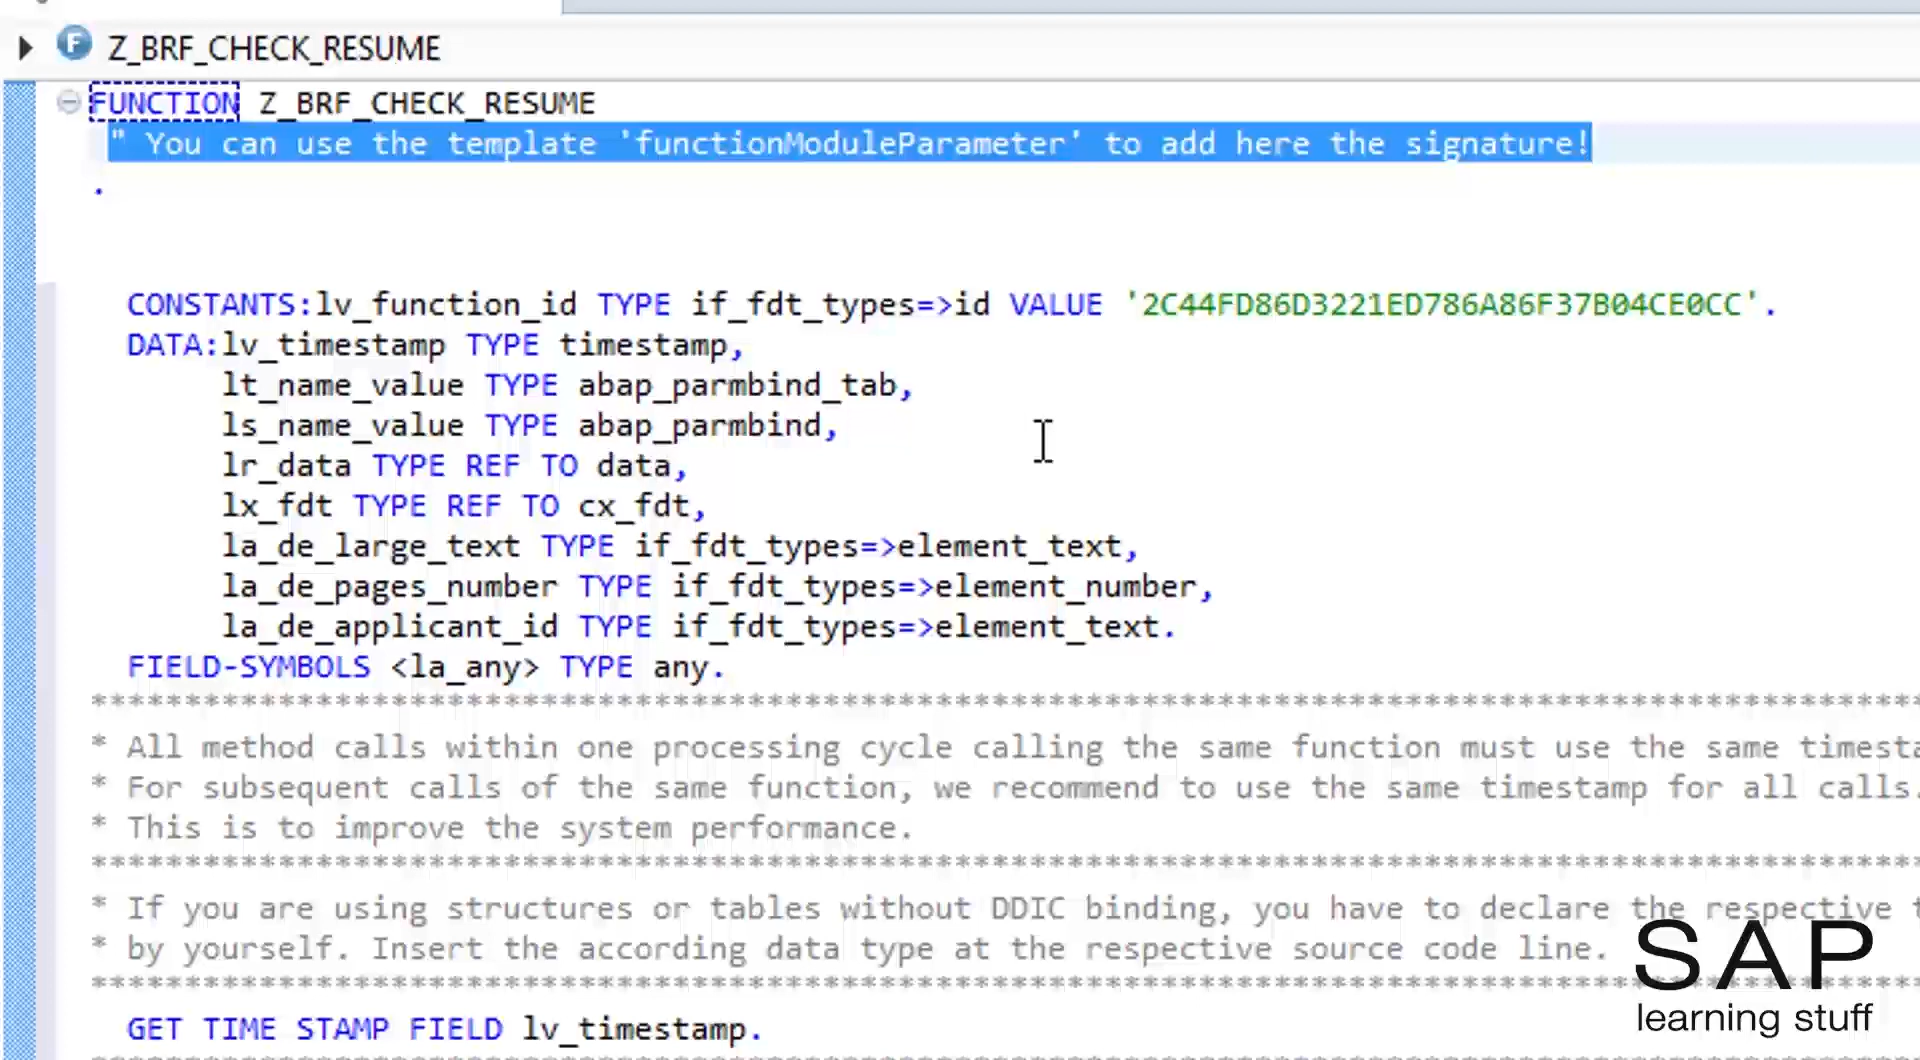 Z_BRF_CHECK_RESUME
FUNCTION Z_BRF_CHECK_RESUME
" You can use the template 'functionModuleParameter' to add here the signature!
.
CONSTANTS:lv_function_id TYPE if_fdt_types=>id VALUE '2C44FD86D3221ED786A86F37B04CE0CC'.
DATA:lv_timestamp TYPE timestamp,
lt_name_value TYPE abap_parmbind_tab,
ls_name_value TYPE abap_parmbind,
lr_data TYPE REF TO data,
lx_fdt TYPE REF TO cx_fdt,
la_de_large_text TYPE if_fdt_types=>element_text,
la_de_pages_number TYPE if_fdt_types=>element_number,
la_de_applicant_id TYPE if_fdt_types=>element_text.
FIELD-SYMBOLS <la_any> TYPE any.
****************************************************************************************************
* All method calls within one processing cycle calling the same function must use the same
* For subsequent calls of the same function, we recommend to use the same timestamp for all calls.
* This is to improve the system performance.
****************************************************************************************************
* If you are using structures or tables without DDIC binding, you have to declare the respective
* by yourself. Insert the according data type at the respective source code line.
****************************************************************************************************
GET TIME STAMP FIELD lv_timestamp.
SAP
learning stuff